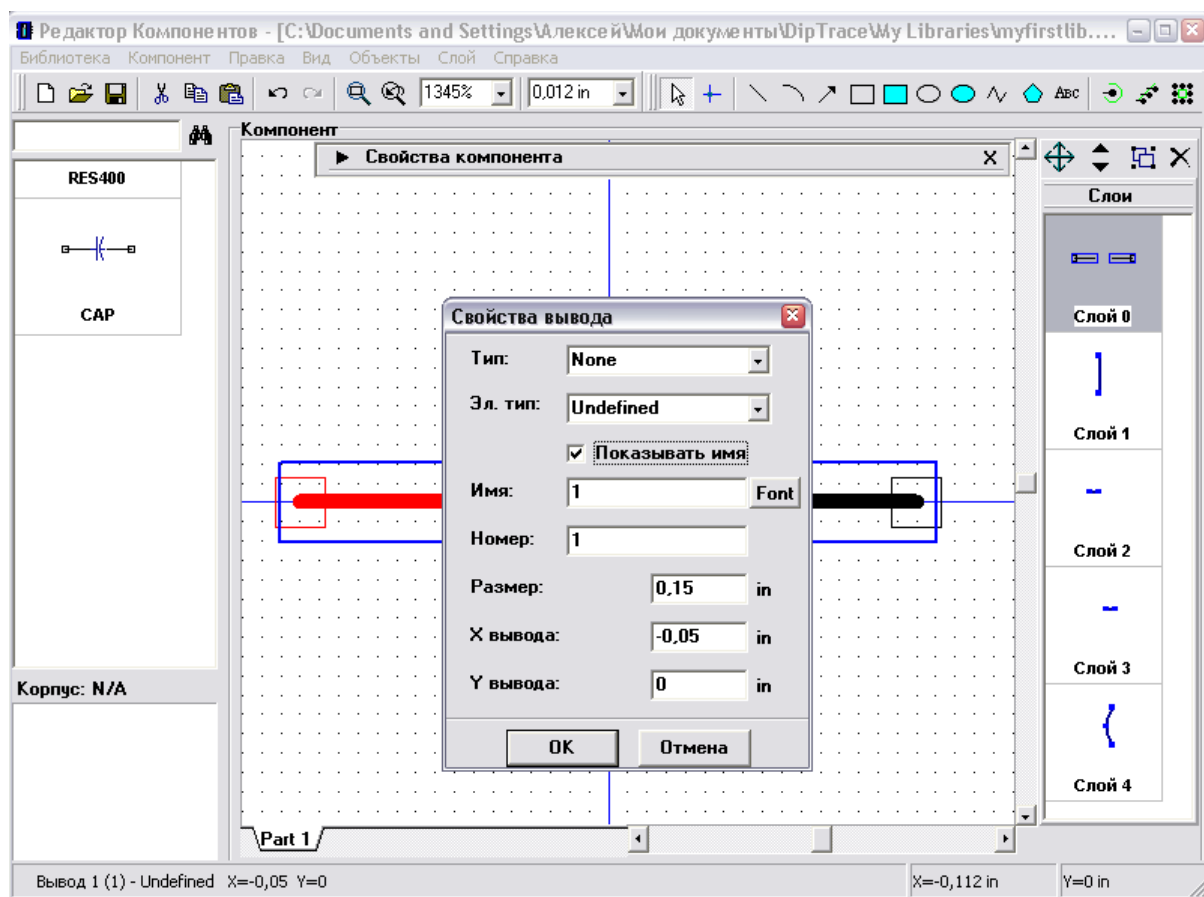 Редактор Компонентов - [C:\Documents and Settings\Алексей\Мои документы\DipTrace\My Libraries\myfirstlib....
Библиотека Компонент Правка Вид Объекты Слой Справка
1345% 0,012 in ABC
Компонент
Свойства компонента X
RES400
CAP
Слои
Слой 0
Слой 1
Слой 2
Слой 3
Слой 4
Свойства вывода
Тип: None
Эл. тип: Undefined
Показывать имя
Имя: 1 Font
Номер: 1
Размер: 0,15 in
X вывода: -0,05 in
Y вывода: 0 in
OK Отмена
Корпус: N/A
Part 1
Вывод 1 (1) - Undefined X=-0,05 Y=0 X=-0,112 in Y=0 in